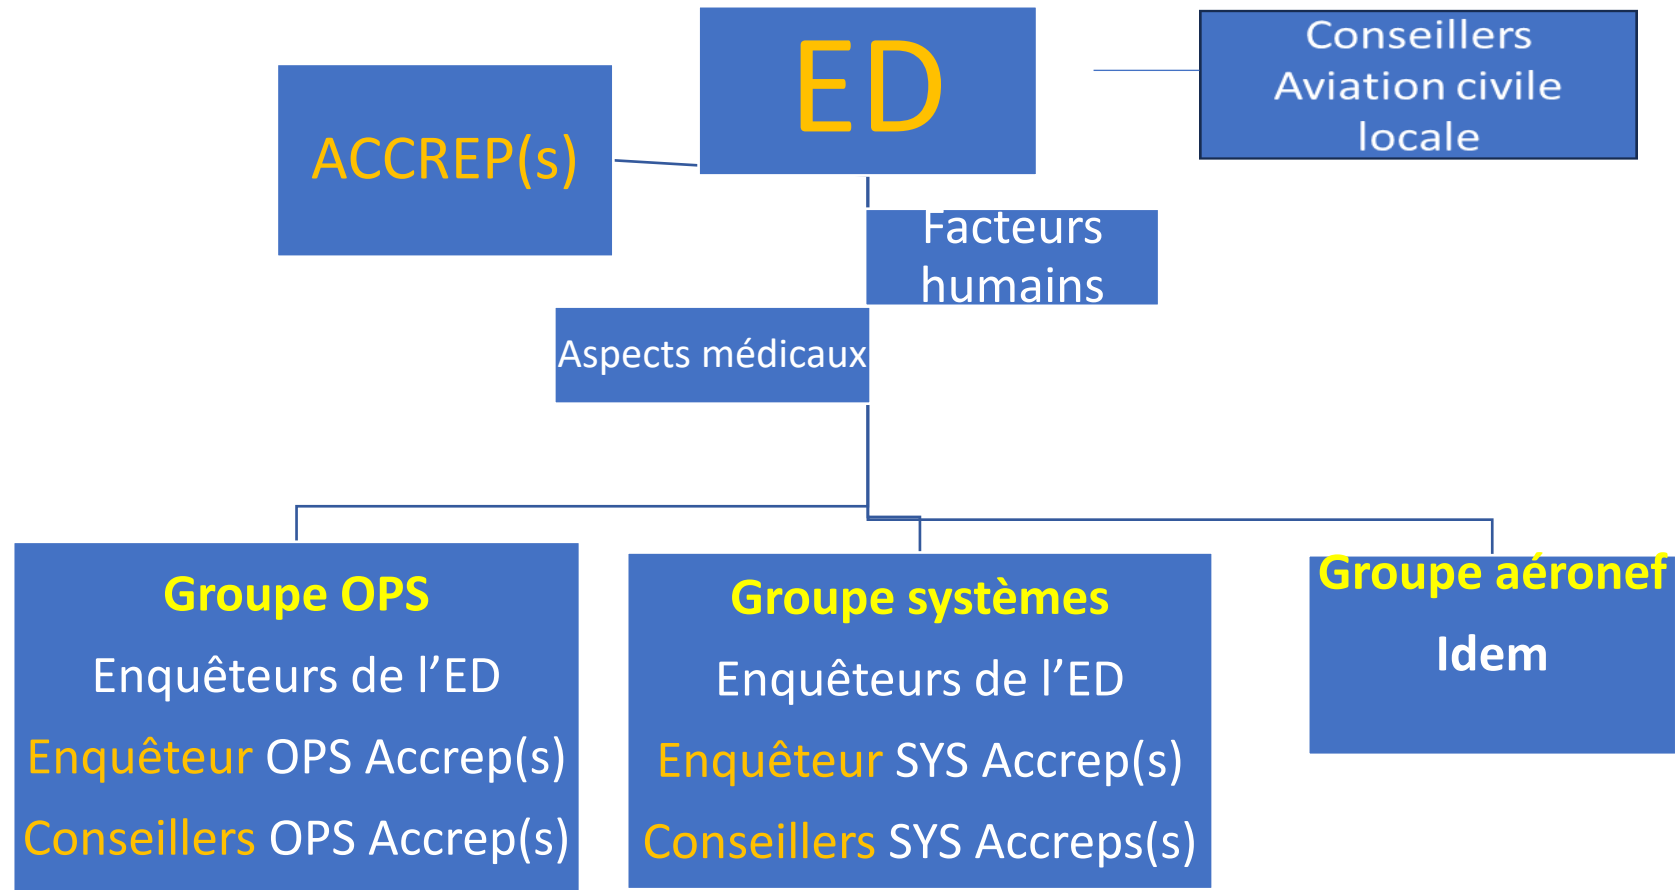 ED
Conseillers
Aviation civile
locale
ACCREP(s)
Facteurs
humains
Aspects médicaux
Groupe OPS
Enquêteurs de l’ED
Enquêteur OPS Accrep(s)
Conseillers OPS Accrep(s)
Groupe systèmes
Enquêteurs de l’ED
Enquêteur SYS Accrep(s)
Conseillers SYS Accreps(s)
Groupe aéronef
Idem